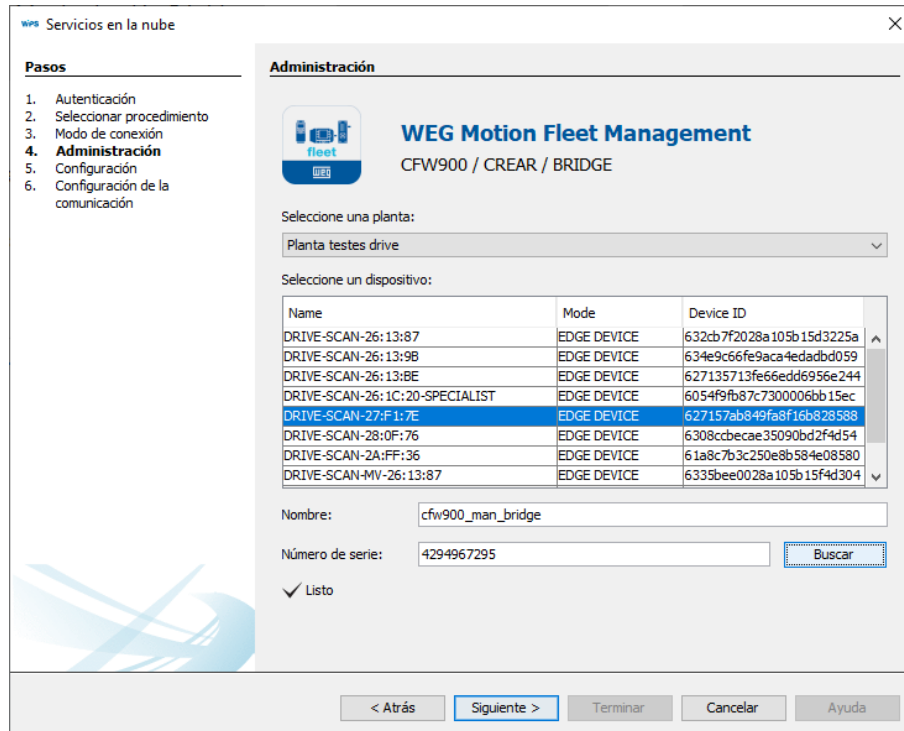 WPS Servicios en la nube
Pasos
1. Autenticación
2. Seleccionar procedimiento
3. Modo de conexión
4. Administración
5. Configuración
6. Configuración de la
comunicación
Administración
fleet
WEG
WEG Motion Fleet Management
CFW900 / CREAR / BRIDGE
Seleccione una planta:
Planta testes drive
Seleccione un dispositivo:
Name Mode Device ID
DRIVE-SCAN-26:13:87 EDGE DEVICE 632cb7f2028a105b15d3225a
DRIVE-SCAN-26:13:9B EDGE DEVICE 634e9c66fe9aca4edadbd059
DRIVE-SCAN-26:13:BE EDGE DEVICE 627135713fe66edd6956e244
DRIVE-SCAN-26:1C:20-SPECIALIST EDGE DEVICE 6054f9fb87c7300006bb15ec
DRIVE-SCAN-27:F1:7E EDGE DEVICE 627157ab849fa8f16b828588
DRIVE-SCAN-28:0F:76 EDGE DEVICE 6308ccbecae35090bd2f4d54
DRIVE-SCAN-2A:FF:36 EDGE DEVICE 61a8c7b3c250e8b584e08580
DRIVE-SCAN-MV-26:13:87 EDGE DEVICE 6335bee0028a105b15f4d304
Nombre: cfw900_man_bridge
Número de serie: 4294967295 Buscar
Listo
< Atrás Siguiente > Terminar Cancelar Ayuda